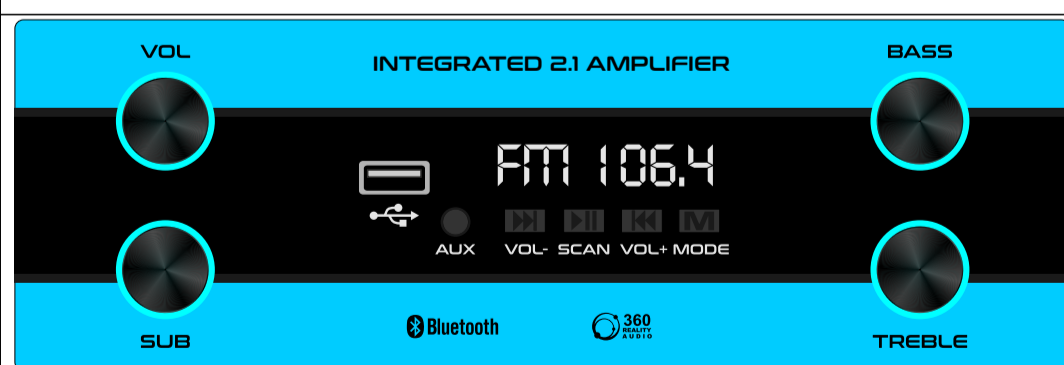 VOL
INTEGRATED 2.1 AMPLIFIER
BASS
FM 106.4
M
AUX
VOL- SCAN VOL+ MODE
SUB
Bluetooth
360
REALITY
AUDIO
TREBLE